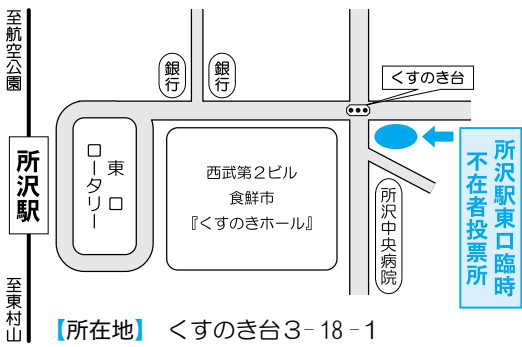 至航空公園
銀行
銀行
くすのき台
所沢駅
東口
ロータリー
西武第2ビル
食鮮市
『くすのきホール』
所沢中央病院
所沢駅東口臨時
不在者投票所
至東村山
【所在地】 くすのき台3-18-1